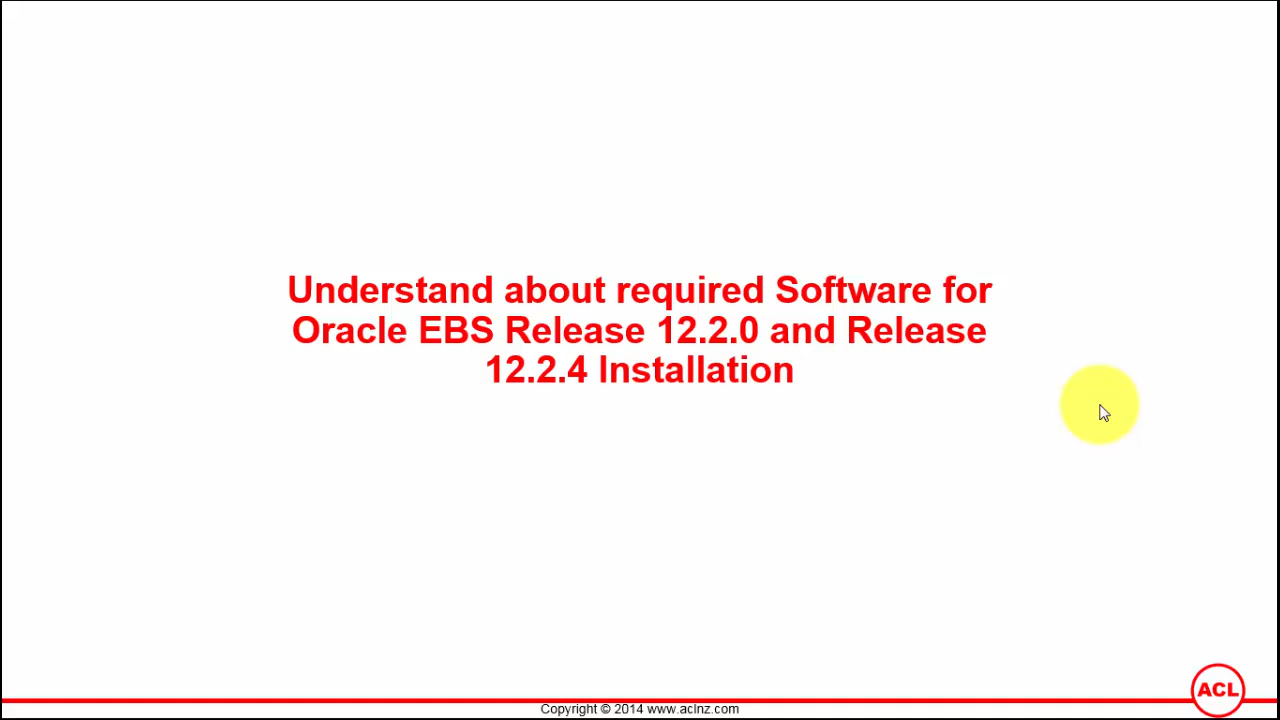 Understand about required Software for
Oracle EBS Release 12.2.0 and Release
12.2.4 Installation
ACL
Copyright © 2014 www.aclnz.com